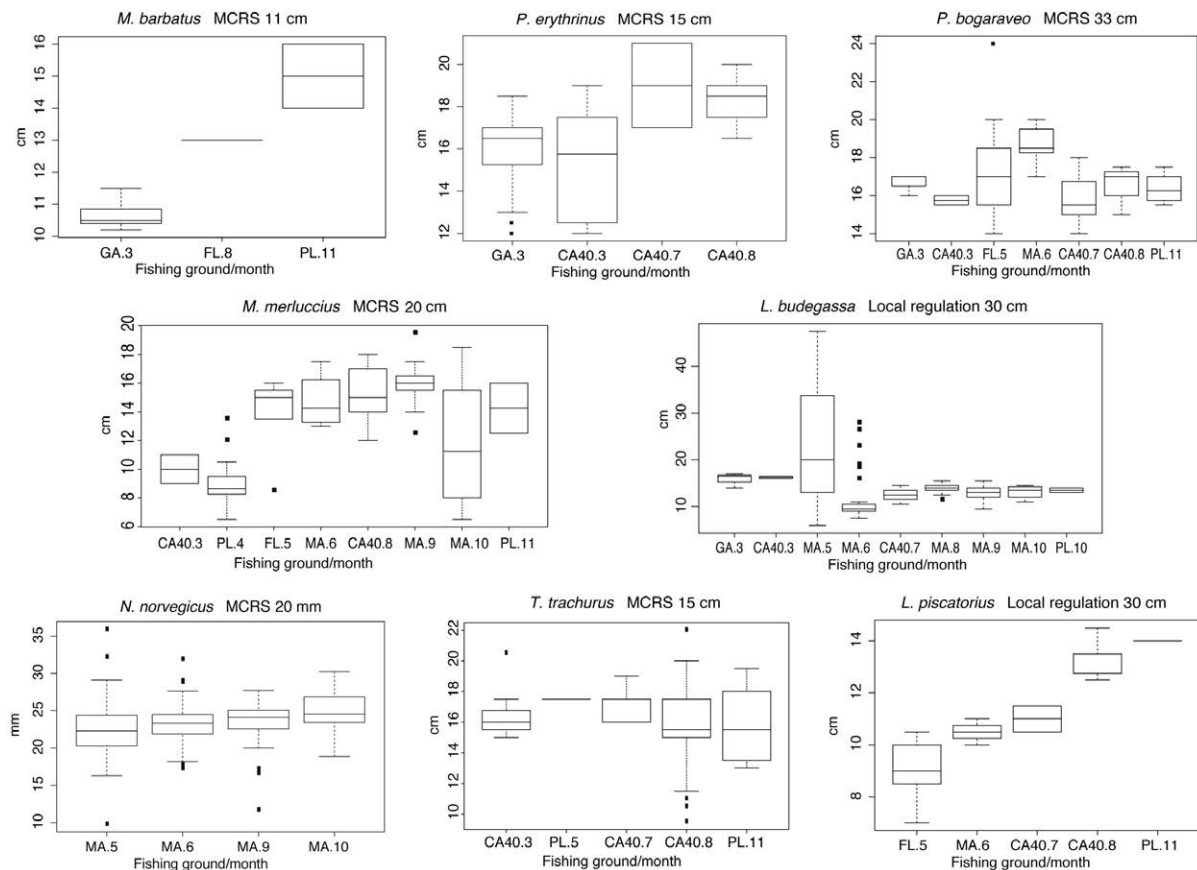 M. barbatus MCRS 11 cm
cm
16
15
14
13
12
11
10
GA.3 FL.8 PL.11
Fishing ground/month
P. erythrinus MCRS 15 cm
cm
20
18
16
14
12
GA.3 CA40.3 CA40.7 CA40.8
Fishing ground/month
P. bogaraveo MCRS 33 cm
cm
24
22
20
18
16
14
GA.3 CA40.3 FL.5 MA.6 CA40.7 CA40.8 PL.11
Fishing ground/month
M. merluccius MCRS 20 cm
cm
20
18
16
14
12
10
8
6
CA40.3 PL.4 FL.5 MA.6 CA40.8 MA.9 MA.10 PL.11
Fishing ground/month
L. budegassa Local regulation 30 cm
cm
40
30
20
10
GA.3 CA40.3 MA.5 MA.6 CA40.7 MA.8 MA.9 MA.10 PL.10
Fishing ground/month
N. norvegicus MCRS 20 mm
mm
35
30
25
20
15
10
MA.5 MA.6 MA.9 MA.10
Fishing ground/month
T. trachurus MCRS 15 cm
cm
22
20
18
16
14
12
10
CA40.3 PL.5 CA40.7 CA40.8 PL.11
Fishing ground/month
L. piscatorius Local regulation 30 cm
cm
14
12
10
8
FL.5 MA.6 CA40.7 CA40.8 PL.11
Fishing ground/month